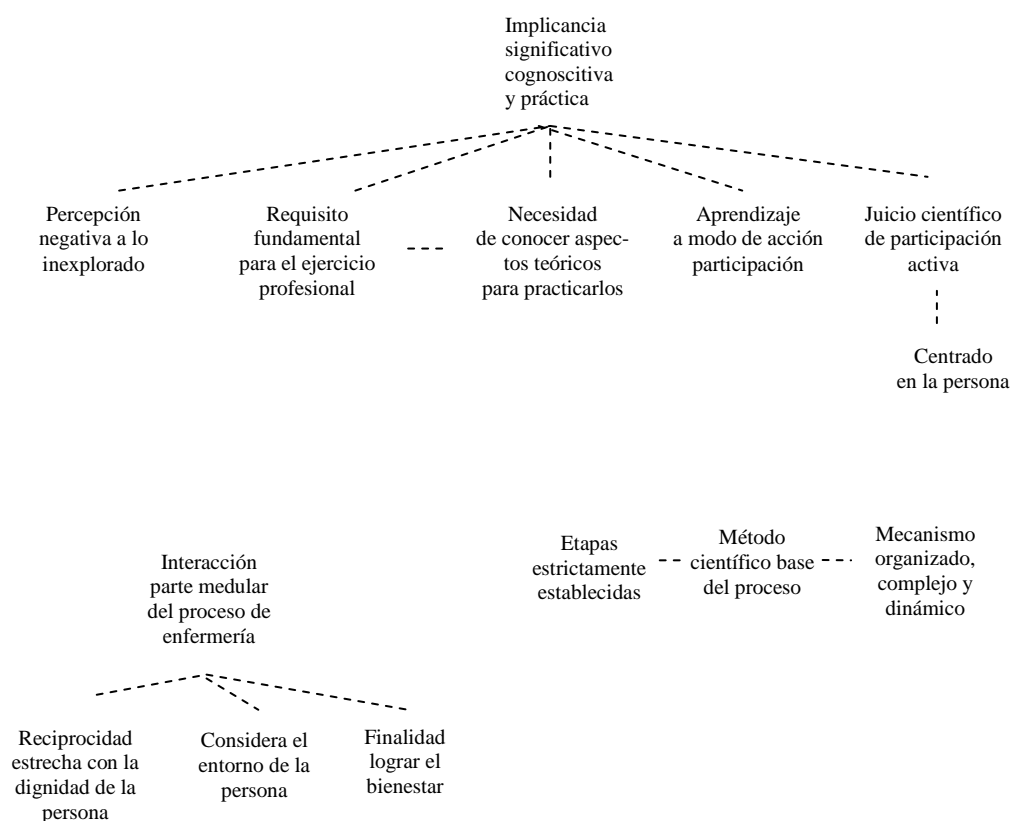 Implicancia
significativo
cognoscitiva
y práctica
Percepción
negativa a lo
inexplorado
Requisito
fundamental
para el ejercicio
profesional
Necesidad
de conocer aspec-
tos teóricos
para practicarlos
Aprendizaje
a modo de acción
participación
Juicio científico
de participación
activa
Centrado
en la persona
Interacción
parte medular
del proceso de
enfermería
Etapas
estrictamente
establecidas
Método
científico base
del proceso
Mecanismo
organizado,
complejo y
dinámico
Reciprocidad
estrecha con la
dignidad de la
persona
Considera el
entorno de la
persona
Finalidad
lograr el
bienestar